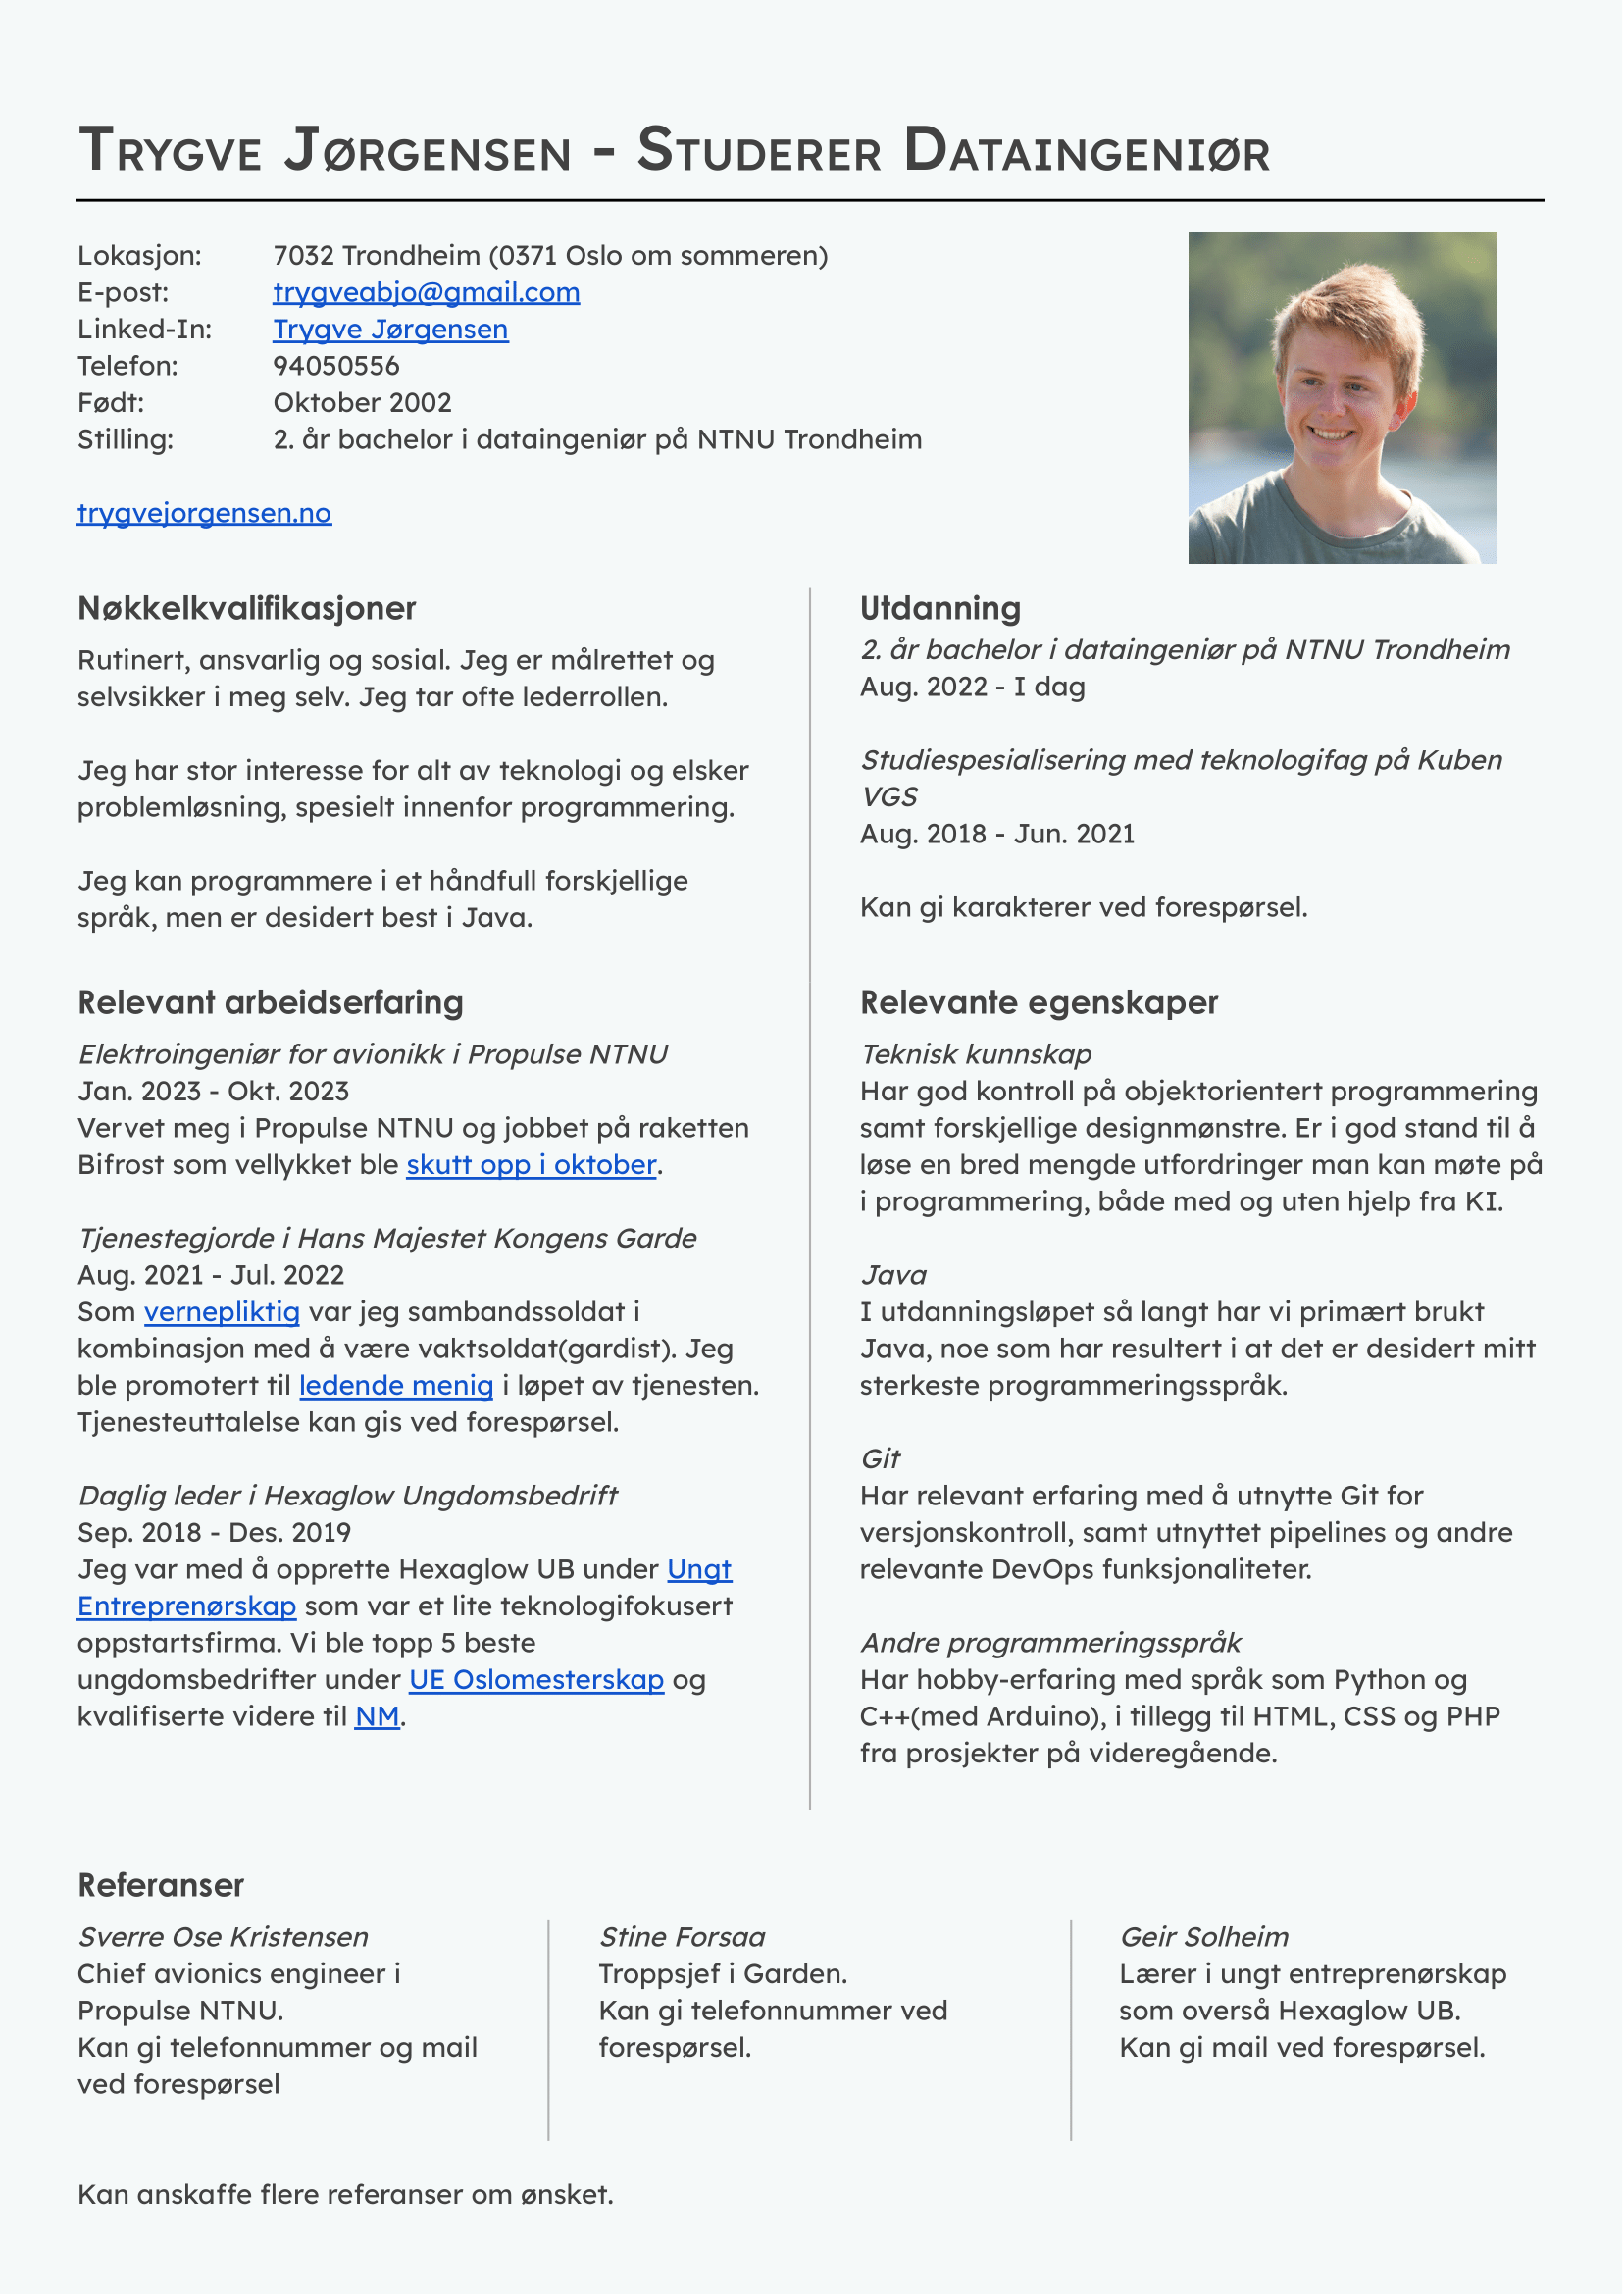 Trygve Jørgensen - Studerer Dataingeniør
Lokasjon: 7032 Trondheim (0371 Oslo om sommeren)
E-post: trygveabjo@gmail.com
Linked-In: Trygve Jørgensen
Telefon: 94050556
Født: Oktober 2002
Stilling: 2. år bachelor i dataingeniør på NTNU Trondheim
trygvejorgensen.no
Nøkkelkvalifikasjoner
Rutinert, ansvarlig og sosial. Jeg er målrettet og
selvsikker i meg selv. Jeg tar ofte lederrollen.
Jeg har stor interesse for alt av teknologi og elsker
problemløsning, spesielt innenfor programmering.
Jeg kan programmere i et håndfull forskjellige
språk, men er desidert best i Java.
Utdanning
2. år bachelor i dataingeniør på NTNU Trondheim
Aug. 2022 - I dag
Studiespesialisering med teknologifag på Kuben
VGS
Aug. 2018 - Jun. 2021
Kan gi karakterer ved forespørsel.
Relevant arbeidserfaring
Elektroingeniør for avionikk i Propulse NTNU
Jan. 2023 - Okt. 2023
Vervet meg i Propulse NTNU og jobbet på raketten
Bifrost som vellykket ble skutt opp i oktober.
Tjenestegjorde i Hans Majestet Kongens Garde
Aug. 2021 - Jul. 2022
Som vernepliktig var jeg sambandssoldat i
kombinasjon med å være vaktsoldat(gardist). Jeg
ble promotert til ledende menig i løpet av tjenesten.
Tjenesteuttalelse kan gis ved forespørsel.
Daglig leder i Hexaglow Ungdomsbedrift
Sep. 2018 - Des. 2019
Jeg var med å opprette Hexaglow UB under Ungt
Entreprenørskap som var et lite teknologifokusert
oppstartsfirma. Vi ble topp 5 beste
ungdomsbedrifter under UE Oslomesterskap og
kvalifiserte videre til NM.
Relevante egenskaper
Teknisk kunnskap
Har god kontroll på objektorientert programmering
samt forskjellige designmønstre. Er i god stand til å
løse en bred mengde utfordringer man kan møte på
i programmering, både med og uten hjelp fra KI.
Java
I utdanningsløpet så langt har vi primært brukt
Java, noe som har resultert i at det er desidert mitt
sterkeste programmeringsspråk.
Git
Har relevant erfaring med å utnytte Git for
versjonskontroll, samt utnyttet pipelines og andre
relevante DevOps funksjonaliteter.
Andre programmeringsspråk
Har hobby-erfaring med språk som Python og
C++(med Arduino), i tillegg til HTML, CSS og PHP
fra prosjekter på videregående.
Referanser
Sverre Ose Kristensen
Chief avionics engineer i
Propulse NTNU.
Kan gi telefonnummer og mail
ved forespørsel
Stine Forsaa
Troppsjef i Garden.
Kan gi telefonnummer ved
forespørsel.
Geir Solheim
Lærer i ungt entreprenørskap
som overså Hexaglow UB.
Kan gi mail ved forespørsel.
Kan anskaffe flere referanser om ønsket.